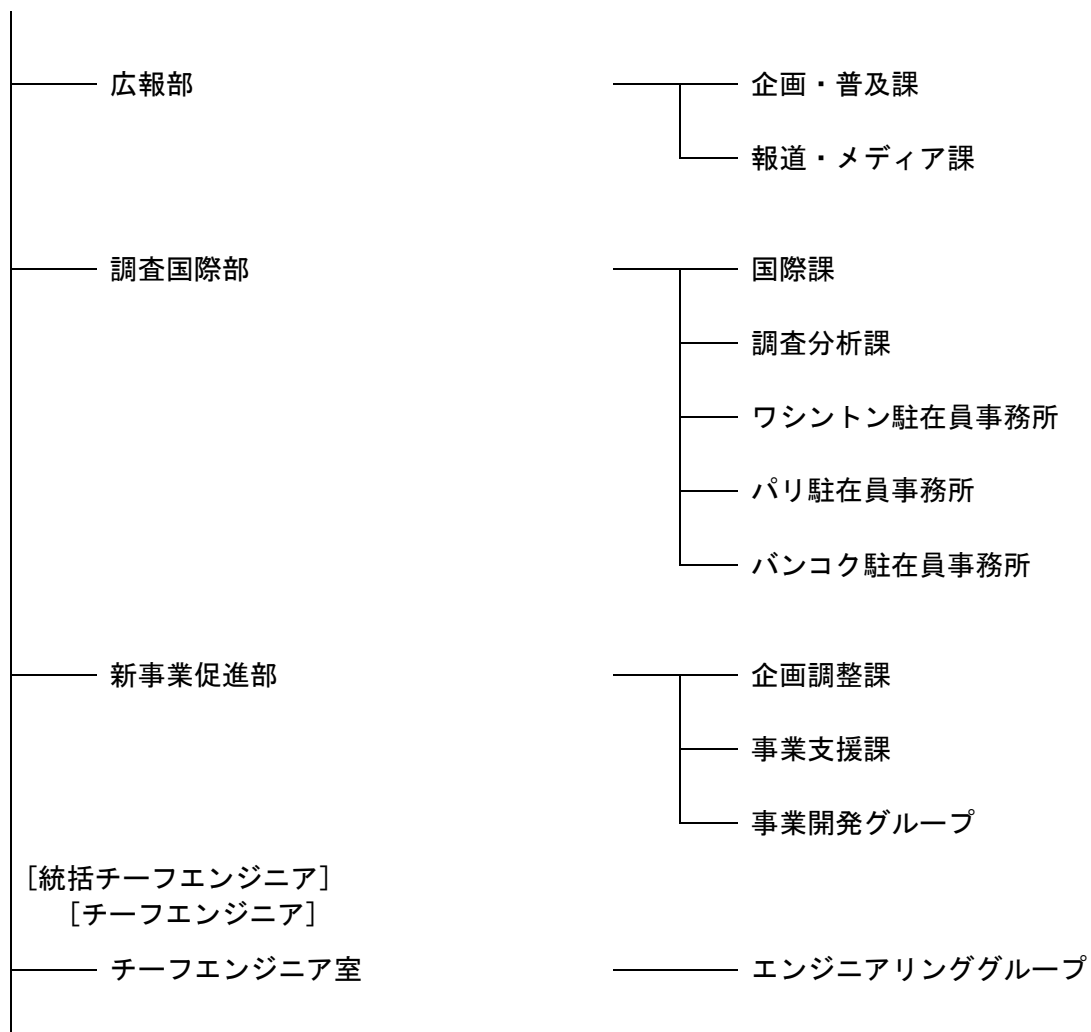 広報部 企画・普及課
報道・メディア課
調査国際部 国際課
調査分析課
ワシントン駐在員事務所
パリ駐在員事務所
バンコク駐在員事務所
新事業促進部 企画調整課
事業支援課
事業開発グループ
[統括チーフエンジニア]
[チーフエンジニア]
チーフエンジニア室 エンジニアリンググループ